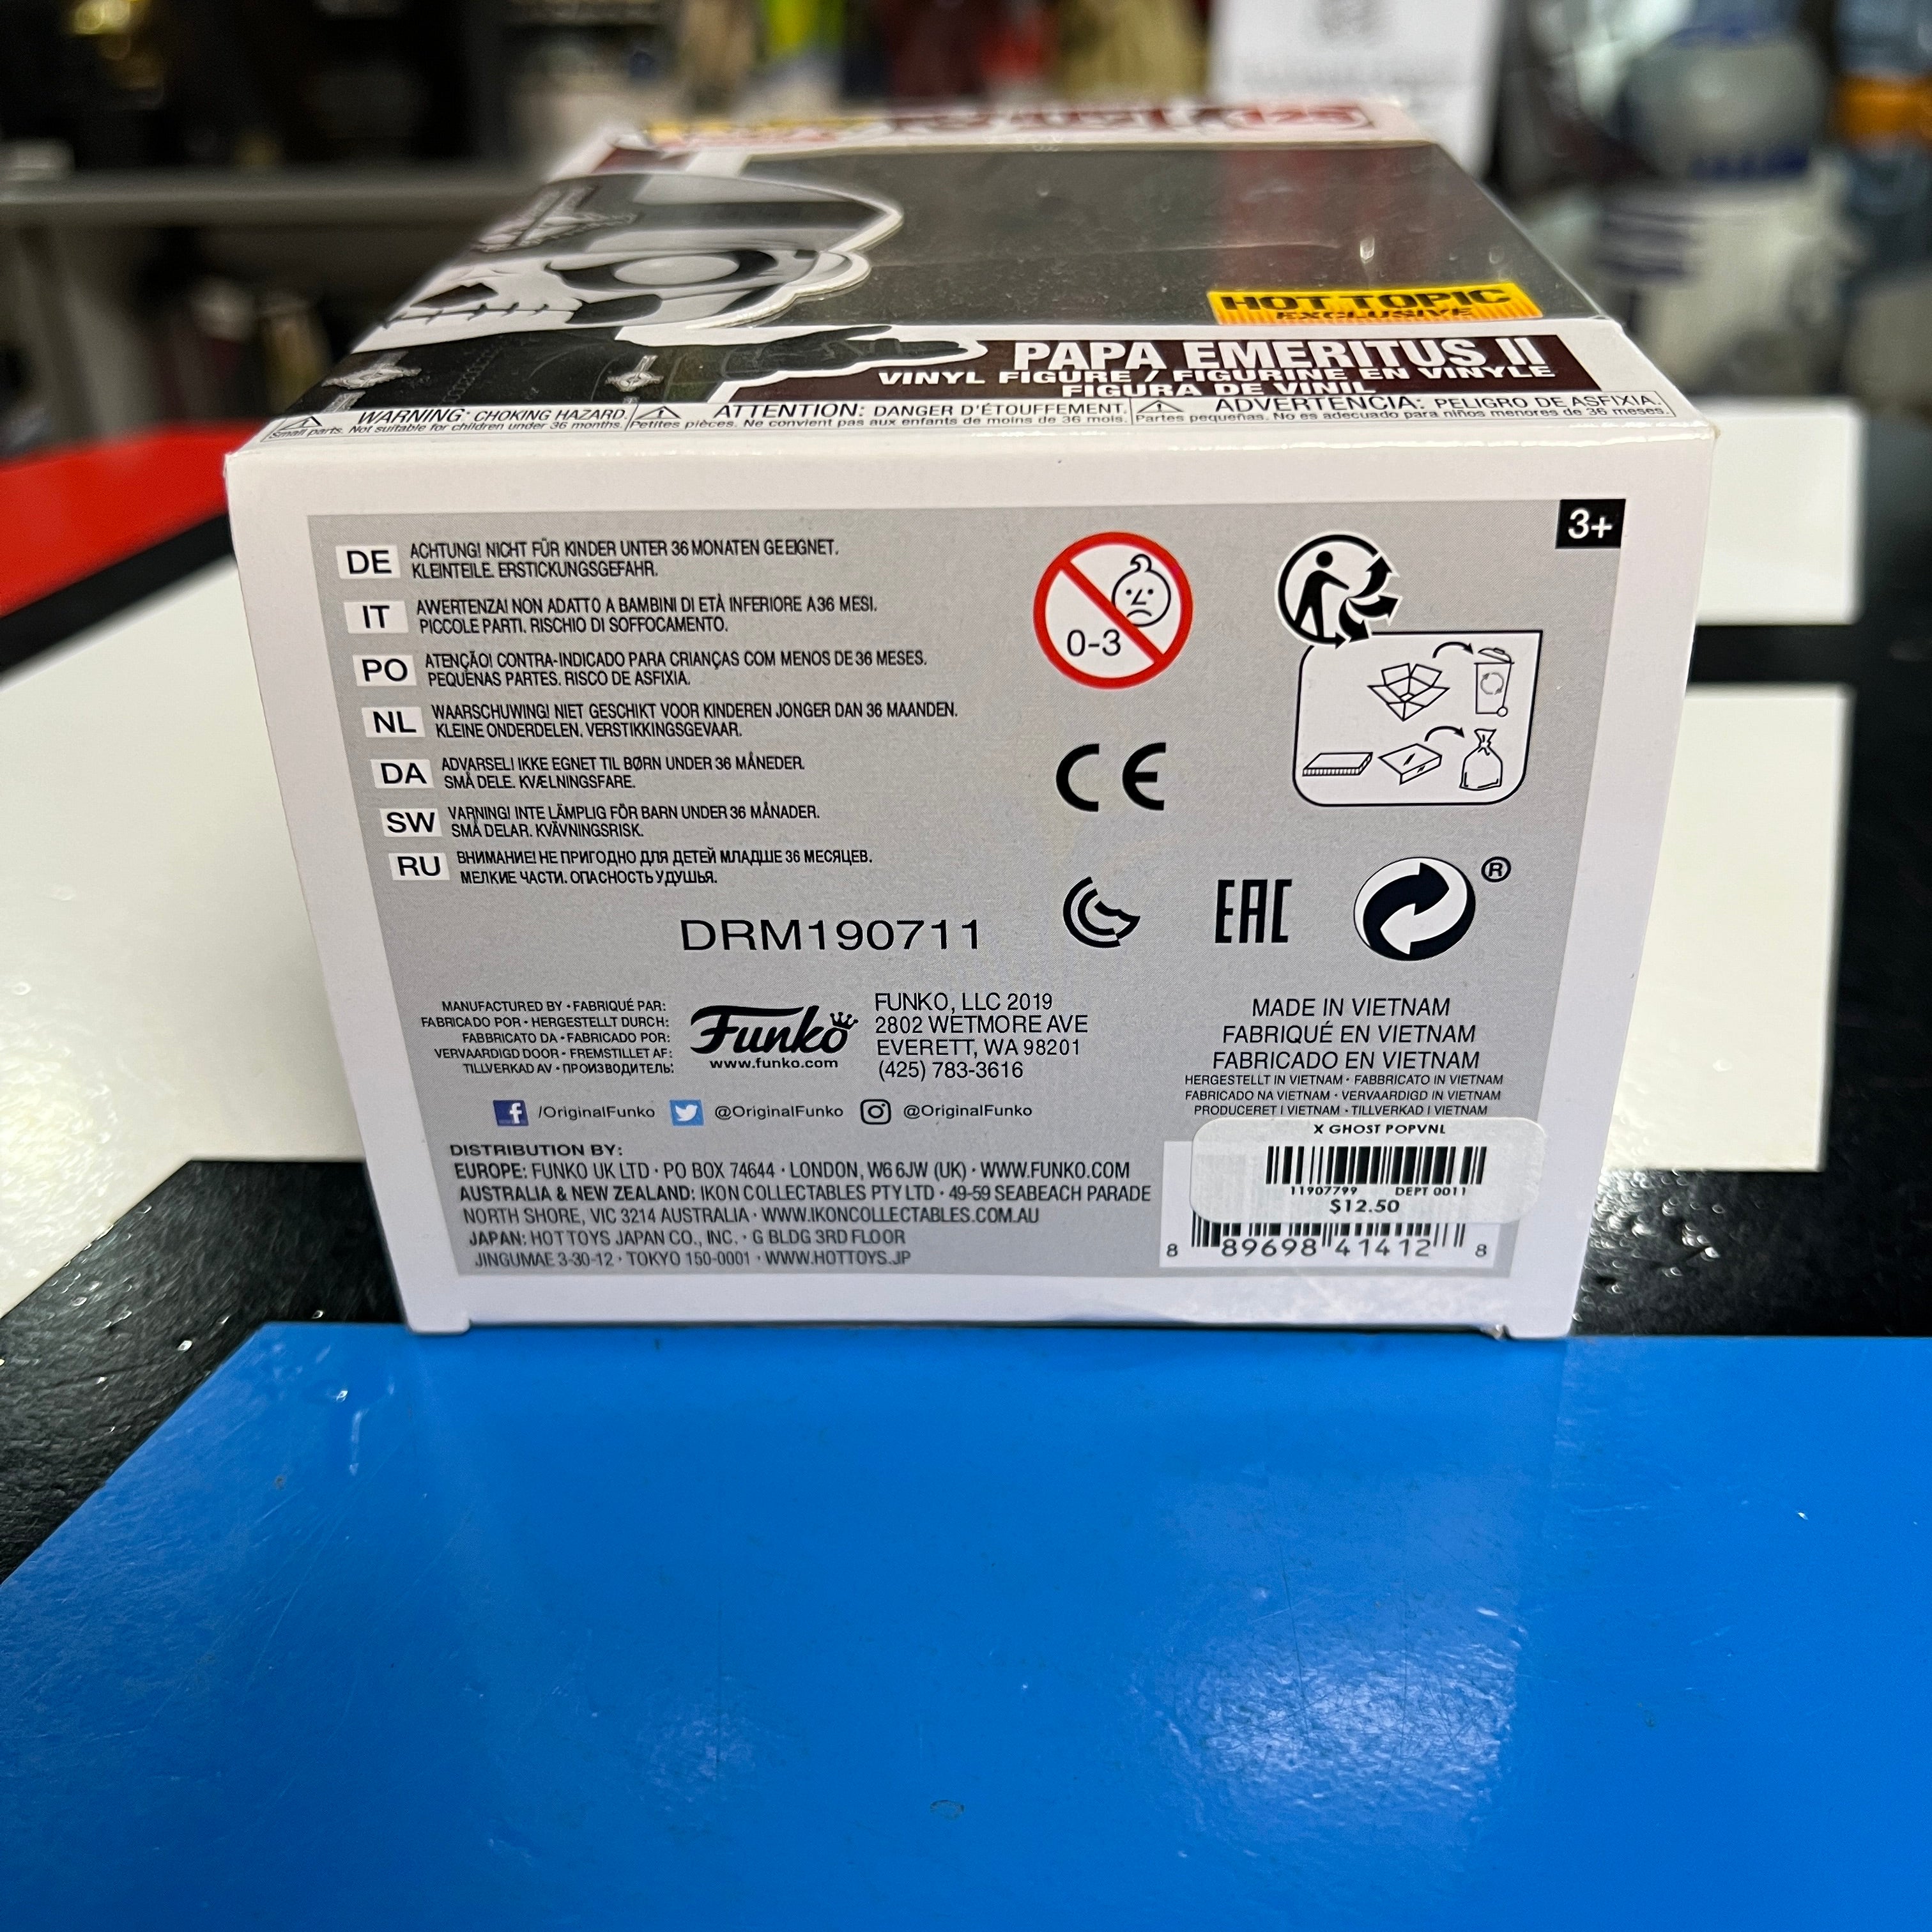 HOT TOPIC
EXCLUSIVE
PAPA EMERITUS II
VINYL FIGURE / FIGURINE EN VINYLE
FIGURA DE VINIL
WARNING: CHOKING HAZARD.
Small parts. Not suitable for children under 36 months.
ATTENTION: DANGER D'ÉTOUFFEMENT.
Petites pièces. Ne convient pas aux enfants de moins de 36 mois.
ADVERTENCIA: PELIGRO DE ASFIXIA.
Partes pequeñas. No es adecuado para niños menores de 36 meses.
3+
DE ACHTUNG! NICHT FÜR KINDER UNTER 36 MONATEN GEEIGNET.
KLEINTEILE. ERSTICKUNGSGEFAHR.
IT AWERTENZA! NON ADATTO A BAMBINI DI ETÀ INFERIORE A 36 MESI.
PICCOLE PARTI. RISCHIO DI SOFFOCAMENTO.
PO ATENÇÃO! CONTRA-INDICADO PARA CRIANÇAS COM MENOS DE 36 MESES.
PEQUENAS PARTES. RISCO DE ASFIXIA.
NL WAARSCHUWING! NIET GESCHIKT VOOR KINDEREN JONGER DAN 36 MAANDEN.
KLEINE ONDERDELEN. VERSTIKKINGSGEVAAR.
DA ADVARSEL! IKKE EGNET TIL BØRN UNDER 36 MÅNEDER.
SMÅ DELE. KVÆLNINGSFARE.
SW VARNING! INTE LÄMPLIG FÖR BARN UNDER 36 MÅNADER.
SMÅ DELAR. KVÄVNINGSRISK.
RU ВНИМАНИЕ! НЕ ПРИГОДНО ДЛЯ ДЕТЕЙ МЛАДШЕ 36 МЕСЯЦЕВ.
МЕЛКИЕ ЧАСТИ. ОПАСНОСТЬ УДУШЬЯ.
0-3
CE
EAC
®
DRM190711
MANUFACTURED BY • FABRIQUÉ PAR:
FABRICADO POR • HERGESTELLT DURCH:
FABBRICATO DA • FABRICADO POR:
VERVAARDIGD DOOR • FREMSTILLET AF:
TILLVERKAD AV • ПРОИЗВОДИТЕЛЬ:
Funko
www.funko.com
FUNKO, LLC 2019
2802 WETMORE AVE
EVERETT, WA 98201
(425) 783-3616
MADE IN VIETNAM
FABRIQUÉ EN VIETNAM
FABRICADO EN VIETNAM
HERGESTELLT IN VIETNAM • FABBRICATO IN VIETNAM
FABRICADO NA VIETNAM • VERVAARDIGD IN VIETNAM
PRODUCERET I VIETNAM • TILLVERKAD I VIETNAM
/OriginalFunko @OriginalFunko @OriginalFunko
DISTRIBUTION BY:
EUROPE: FUNKO UK LTD • PO BOX 74644 • LONDON, W6 6JW (UK) • WWW.FUNKO.COM
AUSTRALIA & NEW ZEALAND: IKON COLLECTABLES PTY LTD • 49-59 SEABEACH PARADE
NORTH SHORE, VIC 3214 AUSTRALIA • WWW.IKONCOLLECTABLES.COM.AU
JAPAN: HOT TOYS JAPAN CO., INC. • G BLDG 3RD FLOOR
JINGUMAE 3-30-12 • TOKYO 150-0001 • WWW.HOTTOYS.JP
X GHOST POPVNL
11907799 DEPT 0011
$12.50
8 89698 41412 8